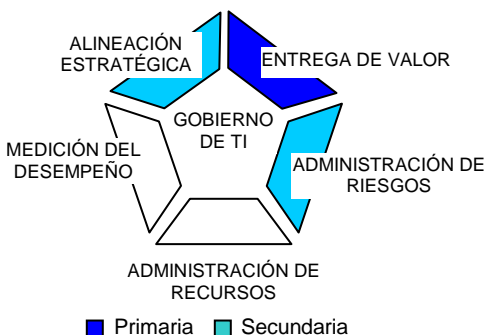 ALINEACIÓN
ESTRATÉGICA
ENTREGA DE VALOR
GOBIERNO
DE TI
MEDICIÓN DEL
DESEMPEÑO
ADMINISTRACIÓN DE
RIESGOS
ADMINISTRACIÓN DE
RECURSOS
Primaria Secundaria